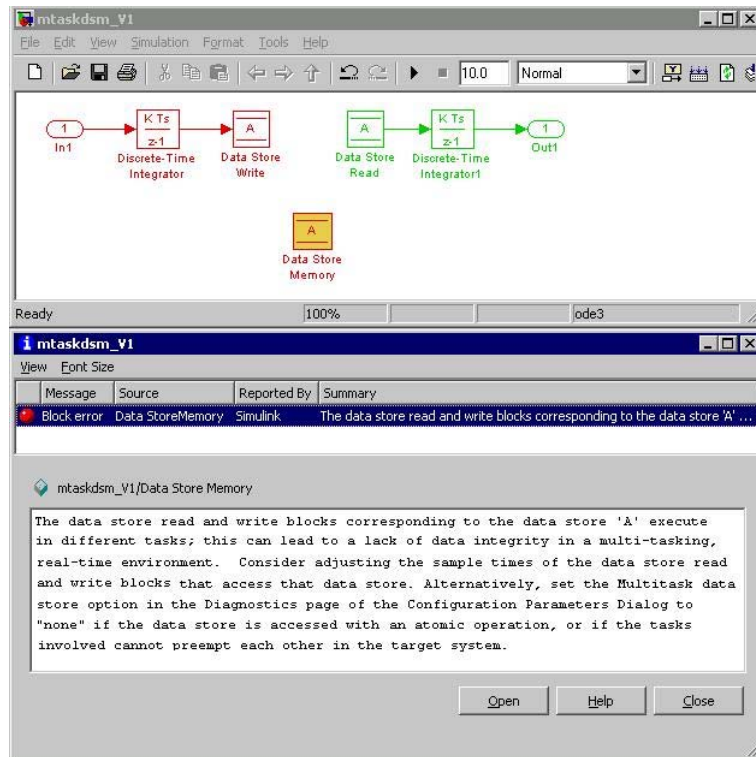 mtaskdsm_V1
File Edit View Simulation Format Tools Help
10.0 Normal
1
In1
K Ts
z-1
Discrete-Time
Integrator
A
Data Store
Write
A
Data Store
Read
K Ts
z-1
Discrete-Time
Integrator1
1
Out1
A
Data Store
Memory
Ready 100% ode3
mtaskdsm_V1
View Font Size
Message Source Reported By Summary
Block error Data StoreMemory Simulink The data store read and write blocks corresponding to the data store 'A' ...
mtaskdsm_V1/Data Store Memory
The data store read and write blocks corresponding to the data store 'A' execute
in different tasks; this can lead to a lack of data integrity in a multi-tasking,
real-time environment. Consider adjusting the sample times of the data store read
and write blocks that access that data store. Alternatively, set the Multitask data
store option in the Diagnostics page of the Configuration Parameters Dialog to
"none" if the data store is accessed with an atomic operation, or if the tasks
involved cannot preempt each other in the target system.
Open Help Close